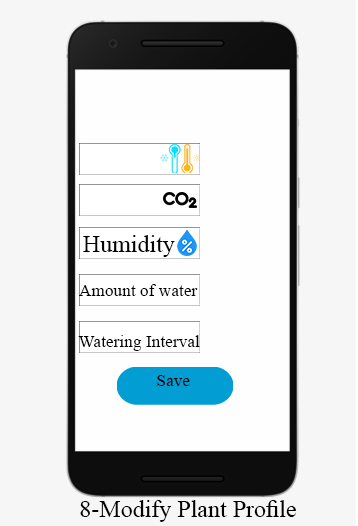 CO2
Humidity %
Amount of water
Watering Interval
Save
8-Modify Plant Profile